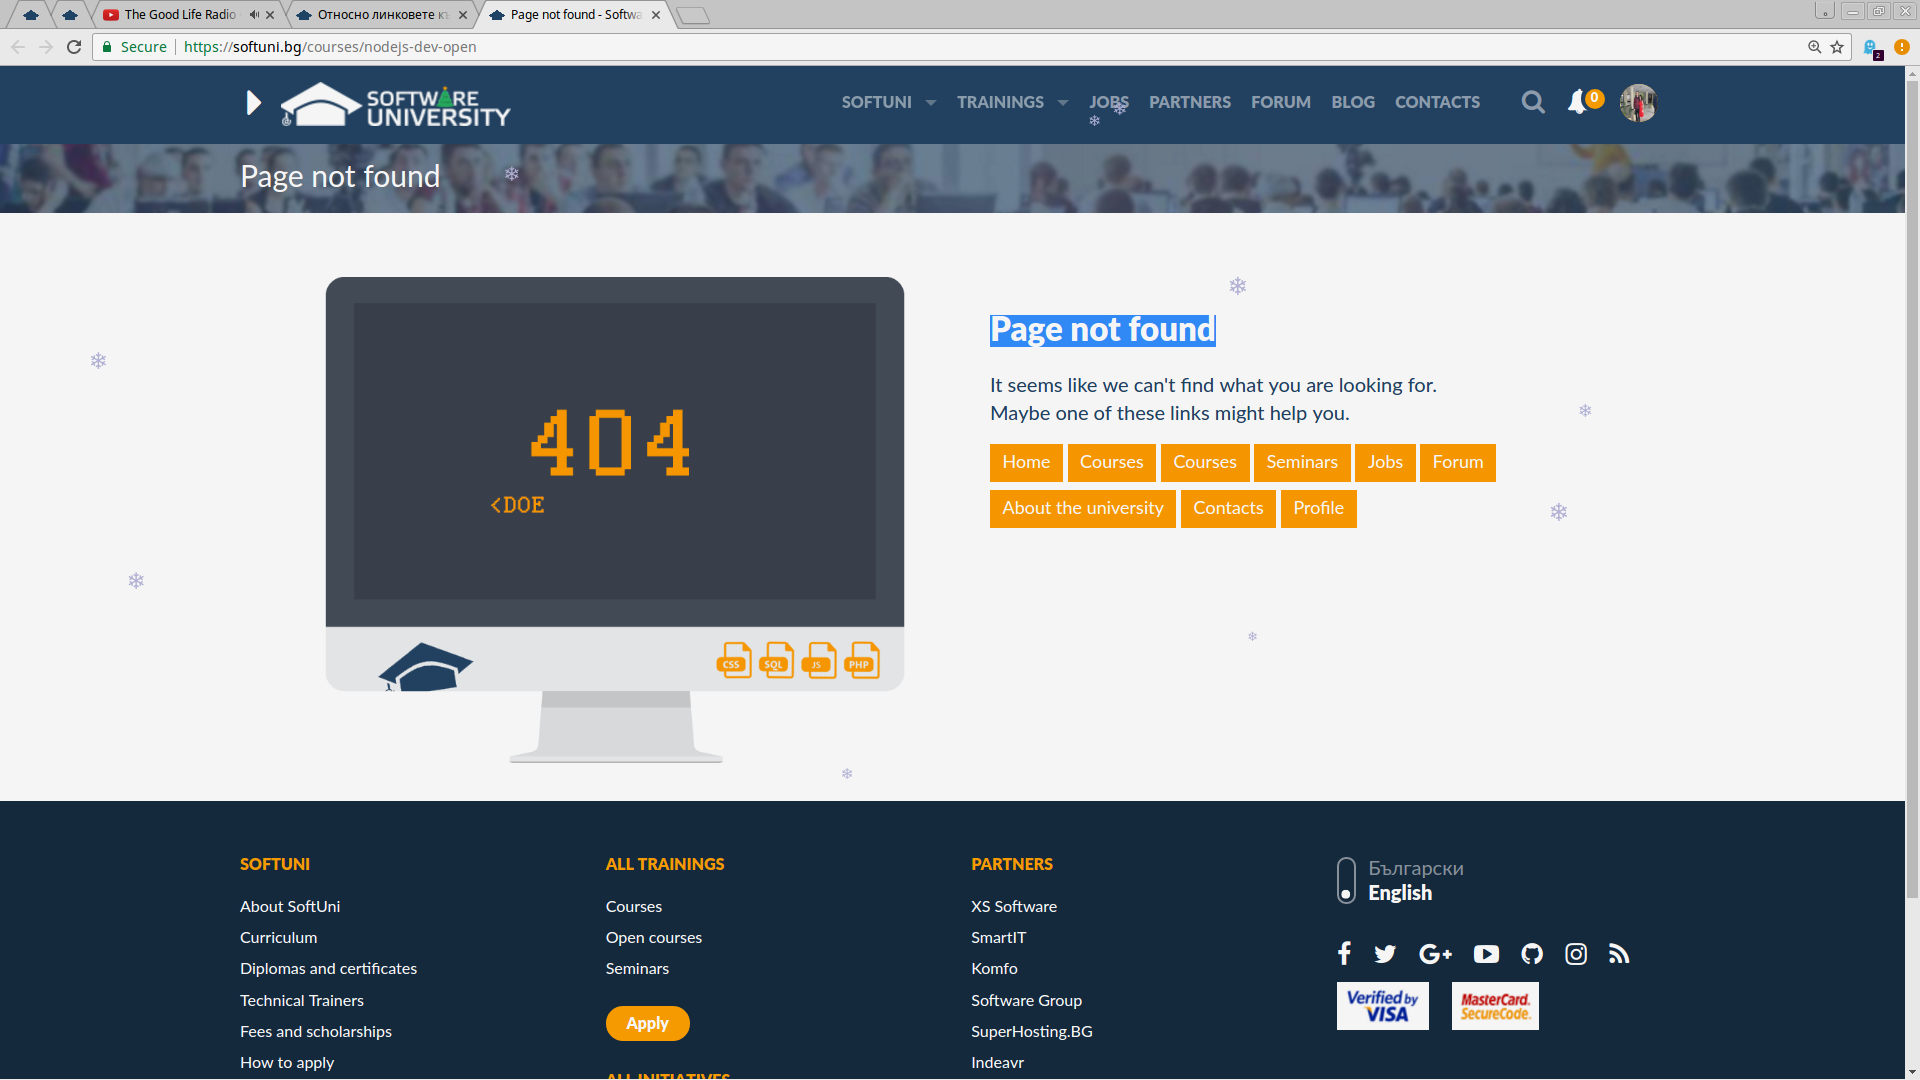 The Good Life Radio
Относно линковете къ
Page not found - Softwa
Secure
https://softuni.bg/courses/nodejs-dev-open
2
SOFTWARE
UNIVERSITY
SOFTUNI
TRAININGS
JOBS
PARTNERS
FORUM
BLOG
CONTACTS
0
Page not found
404
<DOE
CSS
SQL
JS
PHP
Page not found
It seems like we can't find what you are looking for.
Maybe one of these links might help you.
Home
Courses
Courses
Seminars
Jobs
Forum
About the university
Contacts
Profile
SOFTUNI
About SoftUni
Curriculum
Diplomas and certificates
Technical Trainers
Fees and scholarships
How to apply
ALL TRAININGS
Courses
Open courses
Seminars
Apply
ALL INITIATIVES
PARTNERS
XS Software
SmartIT
Komfo
Software Group
SuperHosting.BG
Indeavr
Български
English
Verified by
VISA
MasterCard.
SecureCode.